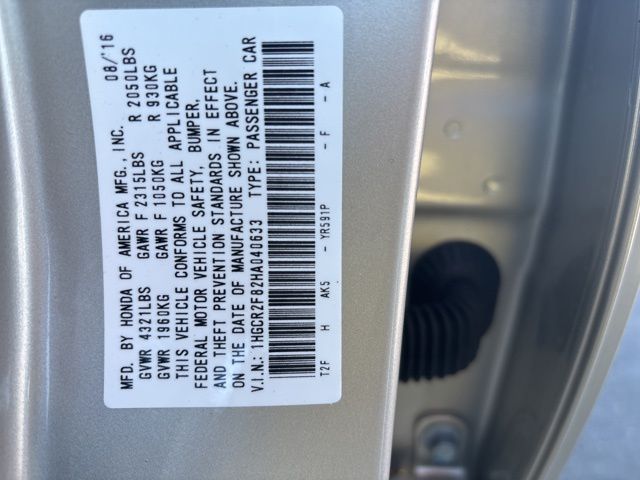 MFD. BY HONDA OF AMERICA MFG., INC. 08/'16
GVWR 4321LBS GAWR F 2315LBS R 2050LBS
GVWR 1960KG GAWR F 1050KG R 930KG
THIS VEHICLE CONFORMS TO ALL APPLICABLE
FEDERAL MOTOR VEHICLE SAFETY, BUMPER,
AND THEFT PREVENTION STANDARDS IN EFFECT
ON THE DATE OF MANUFACTURE SHOWN ABOVE.
V.I.N.: 1HGCR2F82HA040633 TYPE: PASSENGER CAR
T2F H AK5 - YR591P - F - A